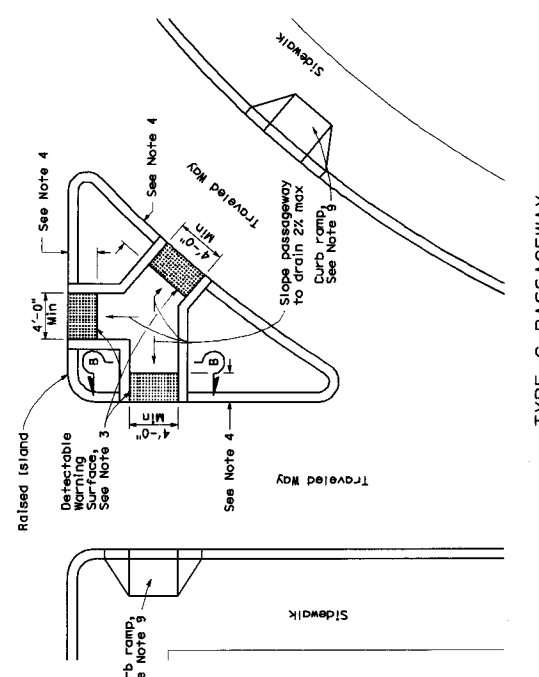 Raised Island
Detectable
Warning
Surface,
See Note 3
4'-0"
Min
See Note 4
See Note 4
B
B
4'-0"
Min
4'-0"
Min
See Note 4
Traveled Way
Slope passageway
to drain 2% max
Curb ramp,
See Note 9
Sidewalk
Traveled Way
Sidewalk
ramp,
Note 9